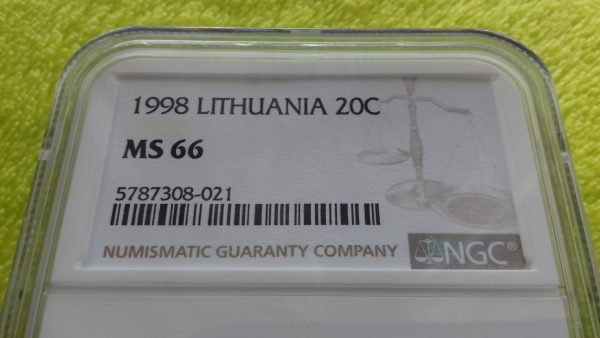 1998 LITHUANIA 20C
MS 66
5787308-021
NUMISMATIC GUARANTY COMPANY
NGC®